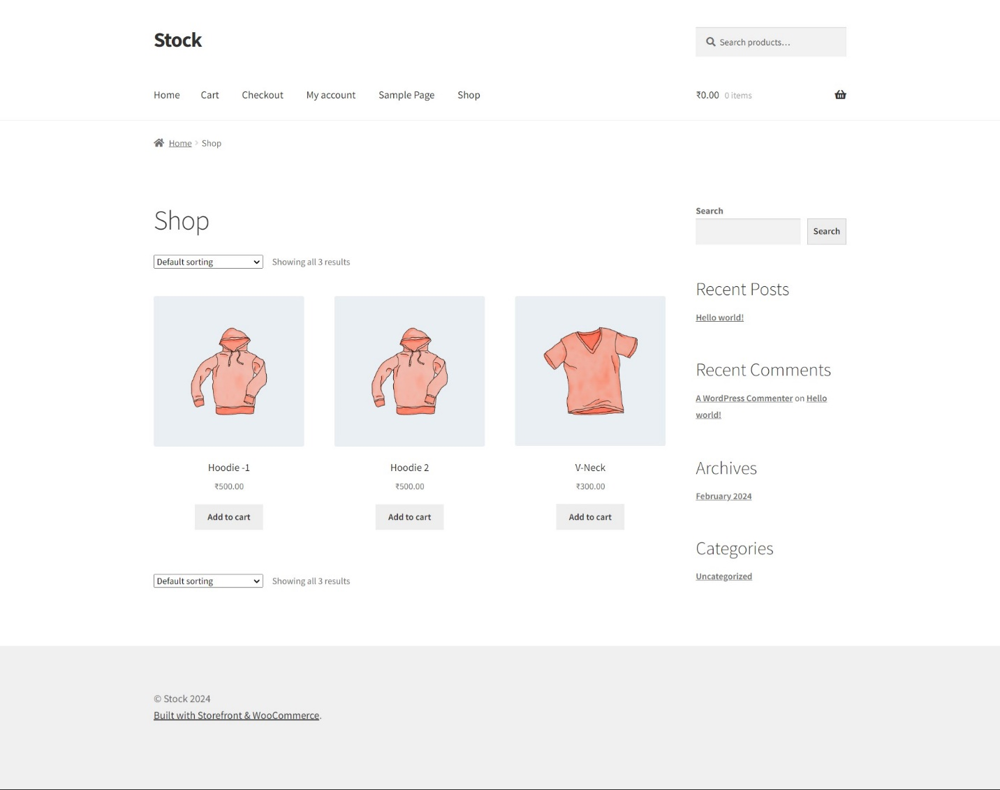 Stock
Search products…
Home Cart Checkout My account Sample Page Shop
₹0.00 0 items
Home Shop
Shop
Default sorting Showing all 3 results
Hoodie -1
₹500.00
Add to cart
Hoodie 2
₹500.00
Add to cart
V-Neck
₹300.00
Add to cart
Default sorting Showing all 3 results
Search
Search
Recent Posts
Hello world!
Recent Comments
A WordPress Commenter on Hello
world!
Archives
February 2024
Categories
Uncategorized
© Stock 2024
Built with Storefront & WooCommerce.